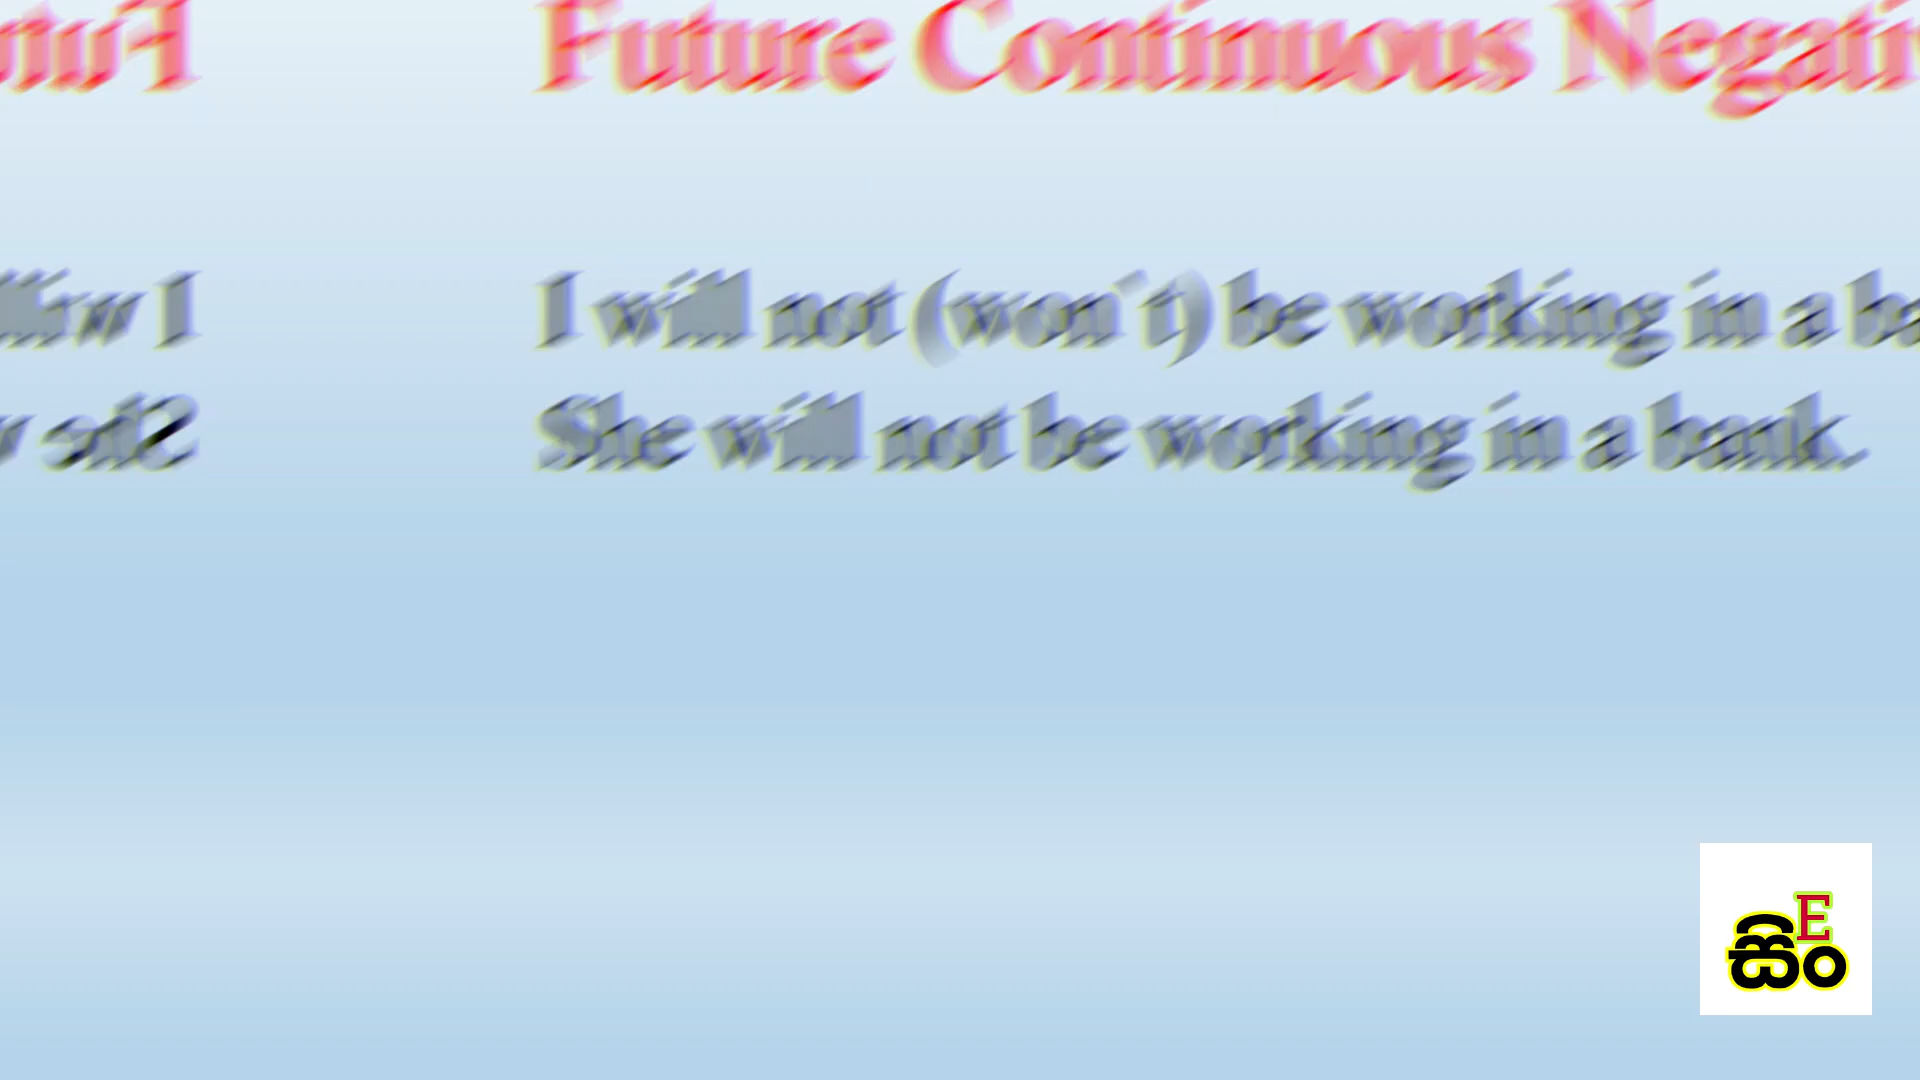 Future Continuous Negati
I will not (won´t) be working in a ba
She will not be working in a bank.
E
සිං